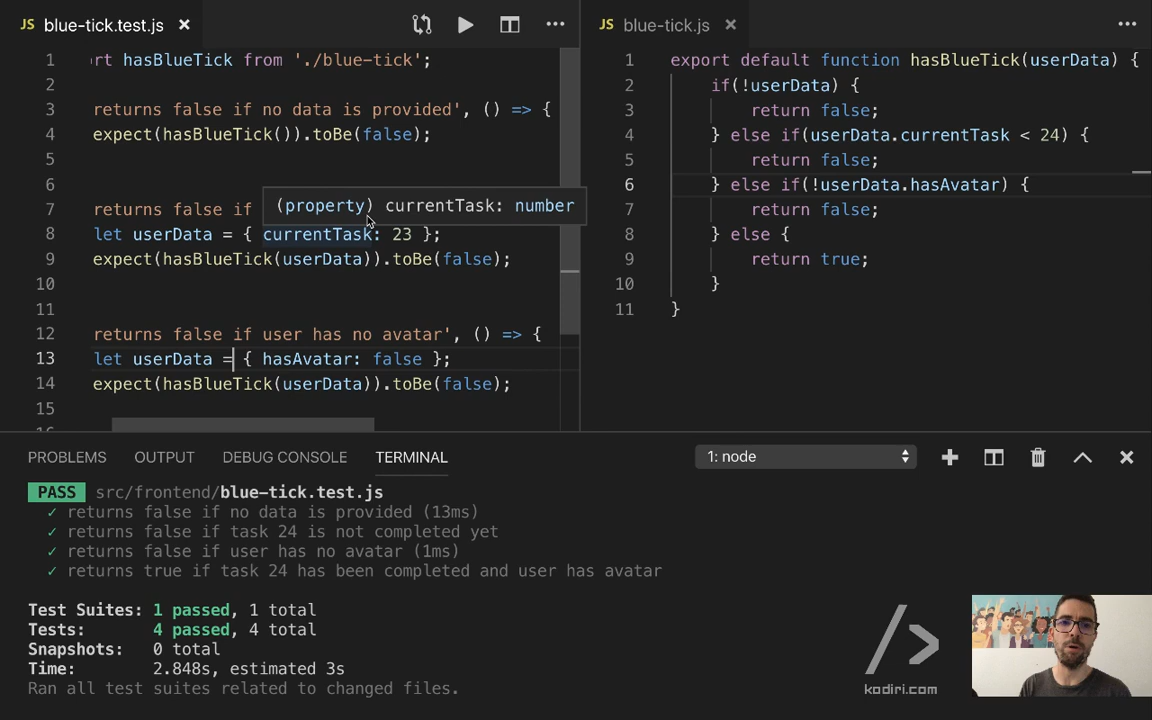 JS blue-tick.test.js ×
JS blue-tick.js ×
1 rt hasBlueTick from './blue-tick';
2
3 returns false if no data is provided', () => {
4 expect(hasBlueTick()).toBe(false);
5
6
7 returns false if
(property) currentTask: number
8 let userData = { currentTask: 23 };
9 expect(hasBlueTick(userData)).toBe(false);
10
11
12 returns false if user has no avatar', () => {
13 let userData = { hasAvatar: false };
14 expect(hasBlueTick(userData)).toBe(false);
15
1 export default function hasBlueTick(userData) {
2 if(!userData) {
3 return false;
4 } else if(userData.currentTask < 24) {
5 return false;
6 } else if(!userData.hasAvatar) {
7 return false;
8 } else {
9 return true;
10 }
11 }
PROBLEMS OUTPUT DEBUG CONSOLE TERMINAL 1: node
PASS src/frontend/blue-tick.test.js
✓ returns false if no data is provided (13ms)
✓ returns false if task 24 is not completed yet
✓ returns false if user has no avatar (1ms)
✓ returns true if task 24 has been completed and user has avatar
Test Suites: 1 passed, 1 total
Tests: 4 passed, 4 total
Snapshots: 0 total
Time: 2.848s, estimated 3s
Ran all test suites related to changed files.
kodiri.com